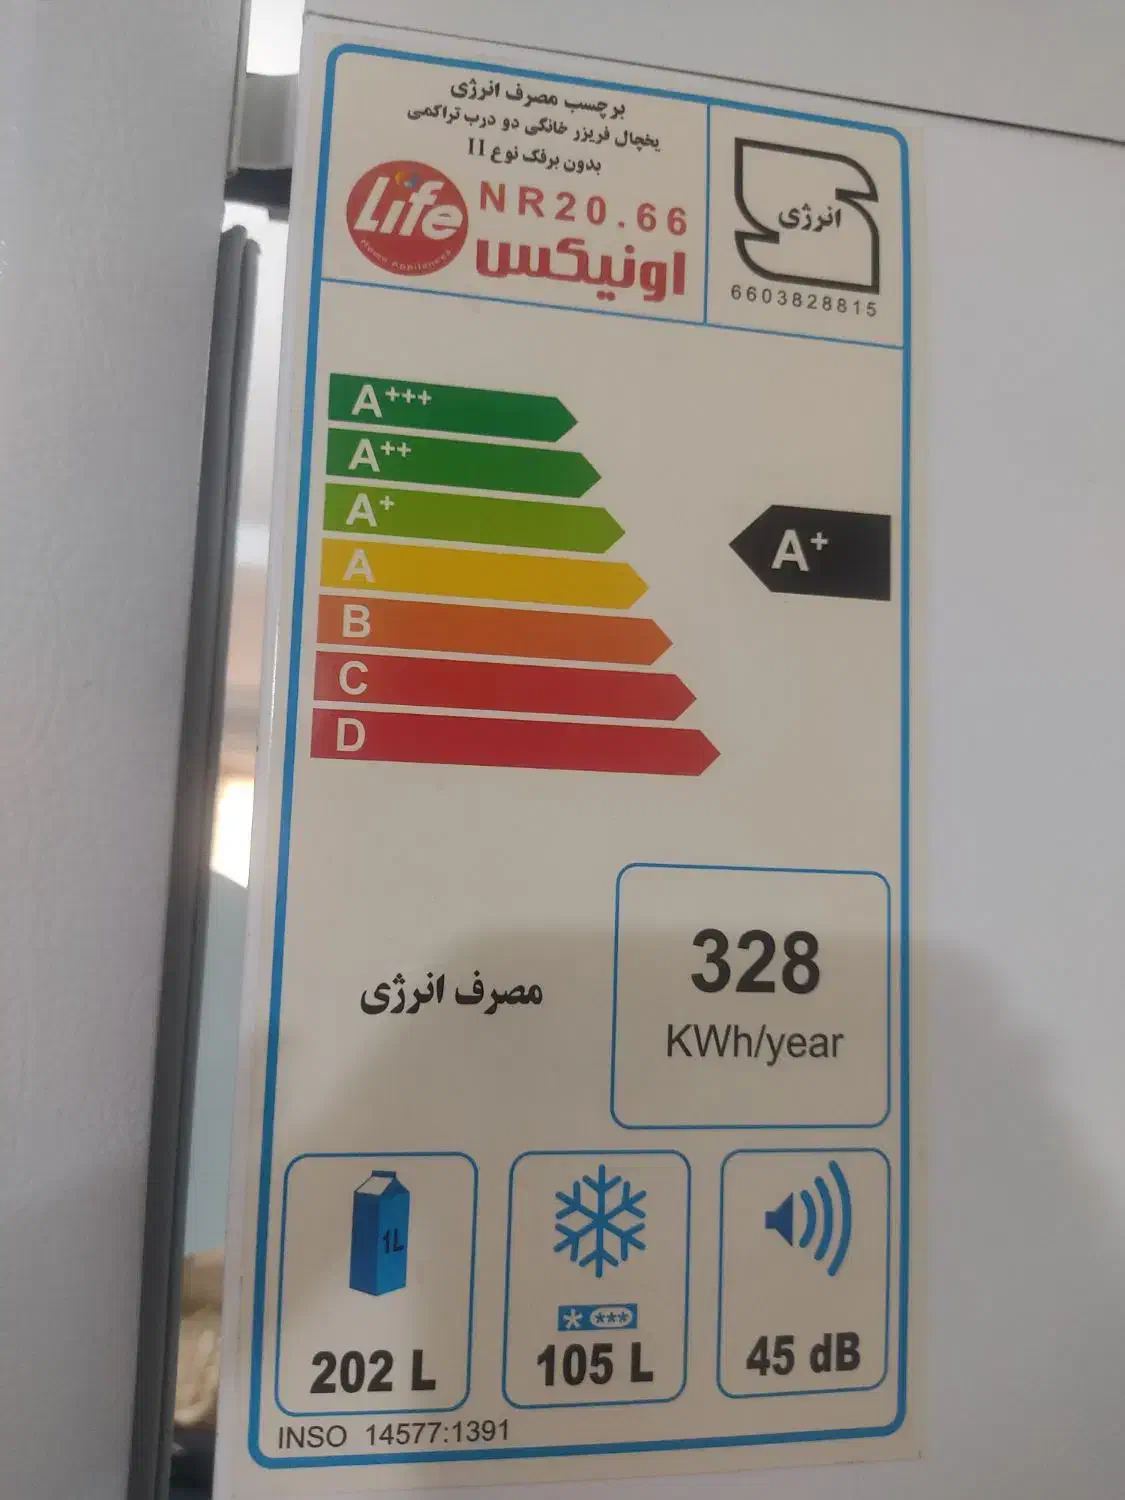 برچسب مصرف انرژی
یخچال فریزر خانگی دو درب تراکمی
بدون برفک نوع II
Life
Home Appliances
NR20.66
اونیکس
انرژی
6603828815
A+++
A++
A+
A
B
C
D
A+
328
KWh/year
مصرف انرژی
1L
202 L
* ***
105 L
45 dB
INSO 14577:1391